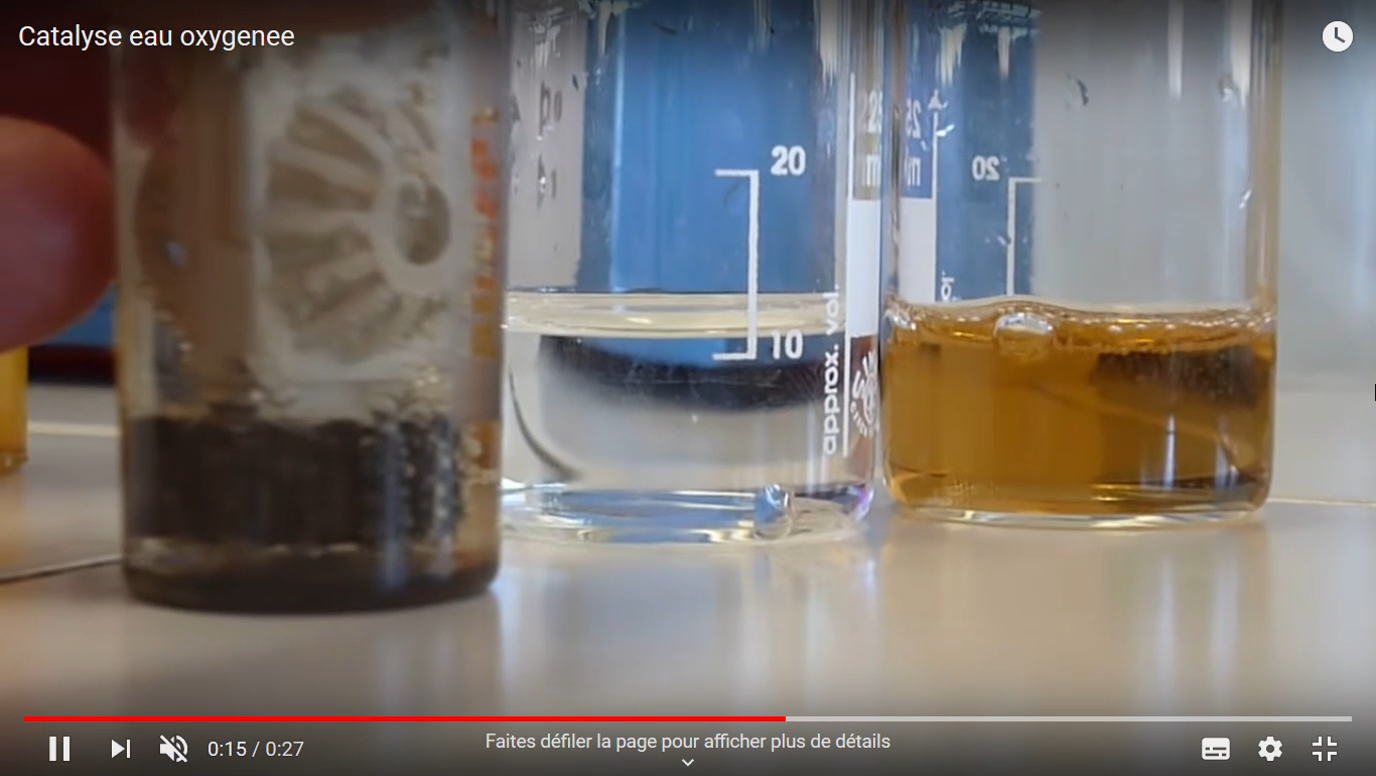 Catalyse eau oxygenee
20
25
20
10
approx. vol
0:15 / 0:27
Faites défiler la page pour afficher plus de détails